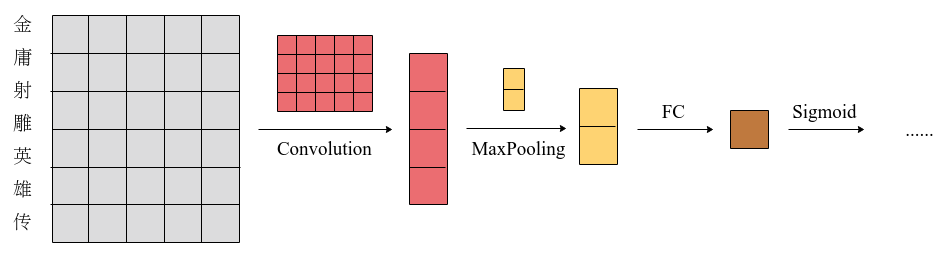 金
庸
射
雕
英
雄
传
Convolution
MaxPooling
FC
Sigmoid
......